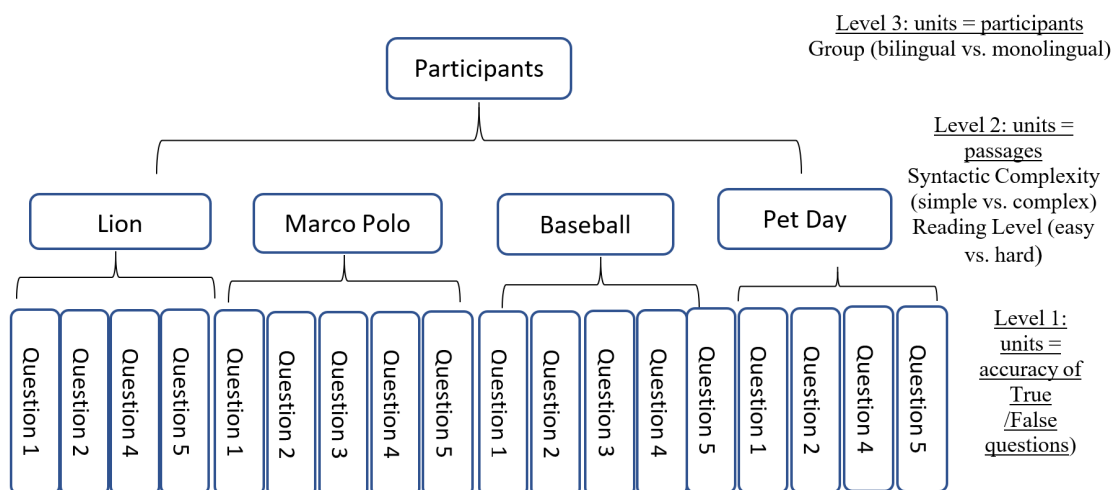 Level 3: units = participants
Group (bilingual vs. monolingual)
Participants
Level 2: units =
passages
Syntactic Complexity
(simple vs. complex)
Reading Level (easy
vs. hard)
Lion
Marco Polo
Baseball
Pet Day
Question 1
Question 2
Question 4
Question 5
Question 1
Question 2
Question 3
Question 4
Question 5
Question 1
Question 2
Question 3
Question 4
Question 5
Question 1
Question 2
Question 4
Question 5
Level 1:
units =
accuracy of
True
/False
questions)